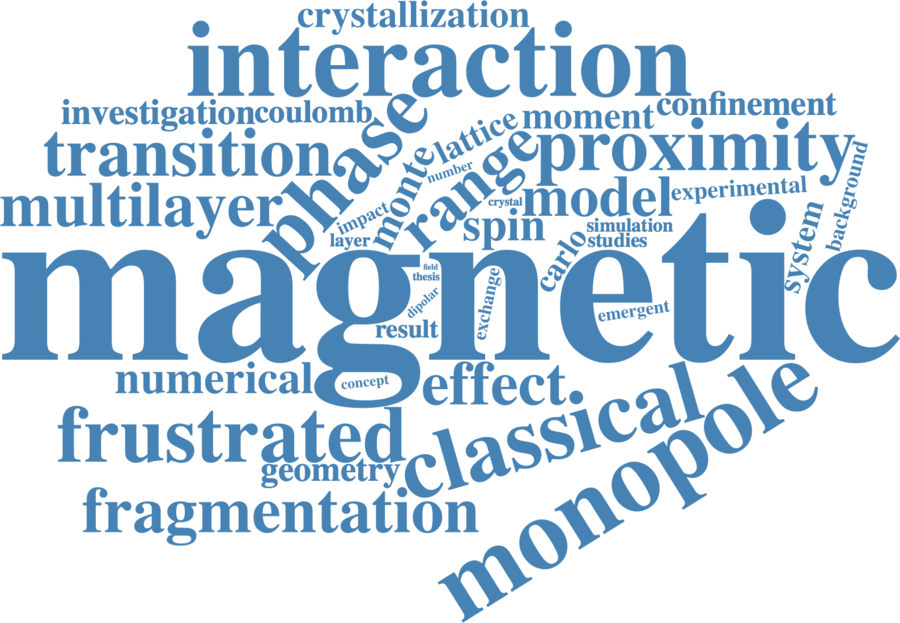 crystallization
interaction
investigation
coulomb
phase
lattice
moment
confinement
transition
monte
number
range
proximity
background
multilayer
impact
layer
crystal
model
experimental
spin
simulation
studies
carlo
system
magnetic
field
thesis
dipolar
exchange
emergent
result
numerical
concept
effect
classical
monopole
frustrated
geometry
fragmentation